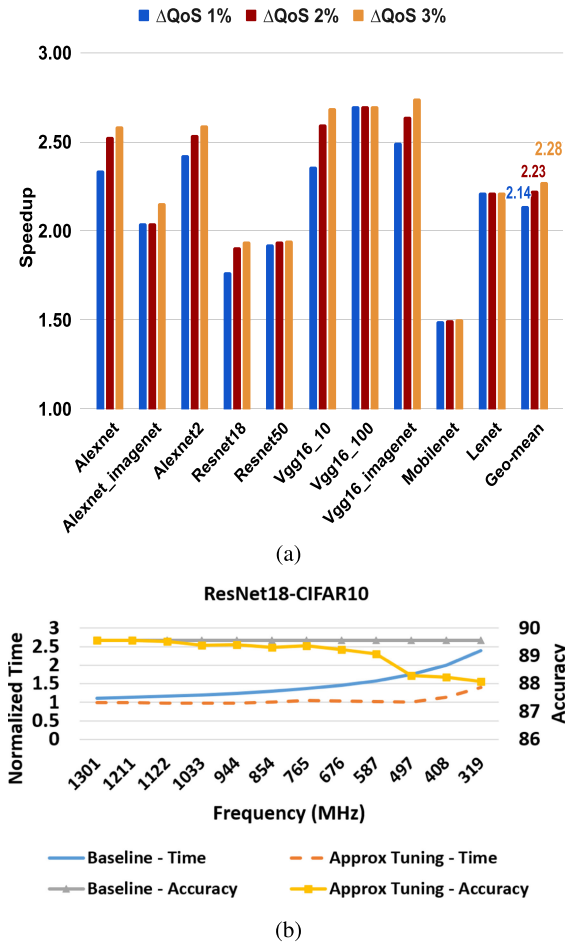 (a)
ΔQoS 1% ΔQoS 2% ΔQoS 3%
3.00
2.50
2.00
1.50
1.00
Speedup
2.14
2.23
2.28
Alexnet
Alexnet_imagenet
Alexnet2
Resnet18
Resnet50
Vgg16_10
Vgg16_100
Vgg16_imagenet
Mobilenet
Lenet
Geo-mean
(a)
ResNet18-CIFAR10
Normalized Time
3
2.5
2
1.5
1
0.5
0
90
89
88
87
86
Accuracy
1301
1211
1122
1033
944
854
765
676
587
497
408
319
Frequency (MHz)
Baseline - Time
Approx Tuning - Time
Baseline - Accuracy
Approx Tuning - Accuracy
(b)